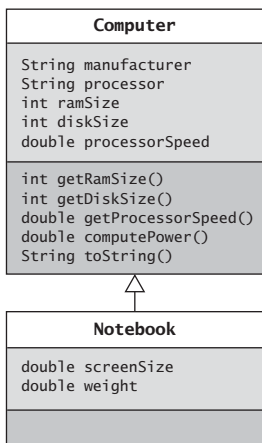 Computer
String manufacturer
String processor
int ramSize
int diskSize
double processorSpeed
int getRamSize()
int getDiskSize()
double getProcessorSpeed()
double computePower()
String toString()
Notebook
double screenSize
double weight